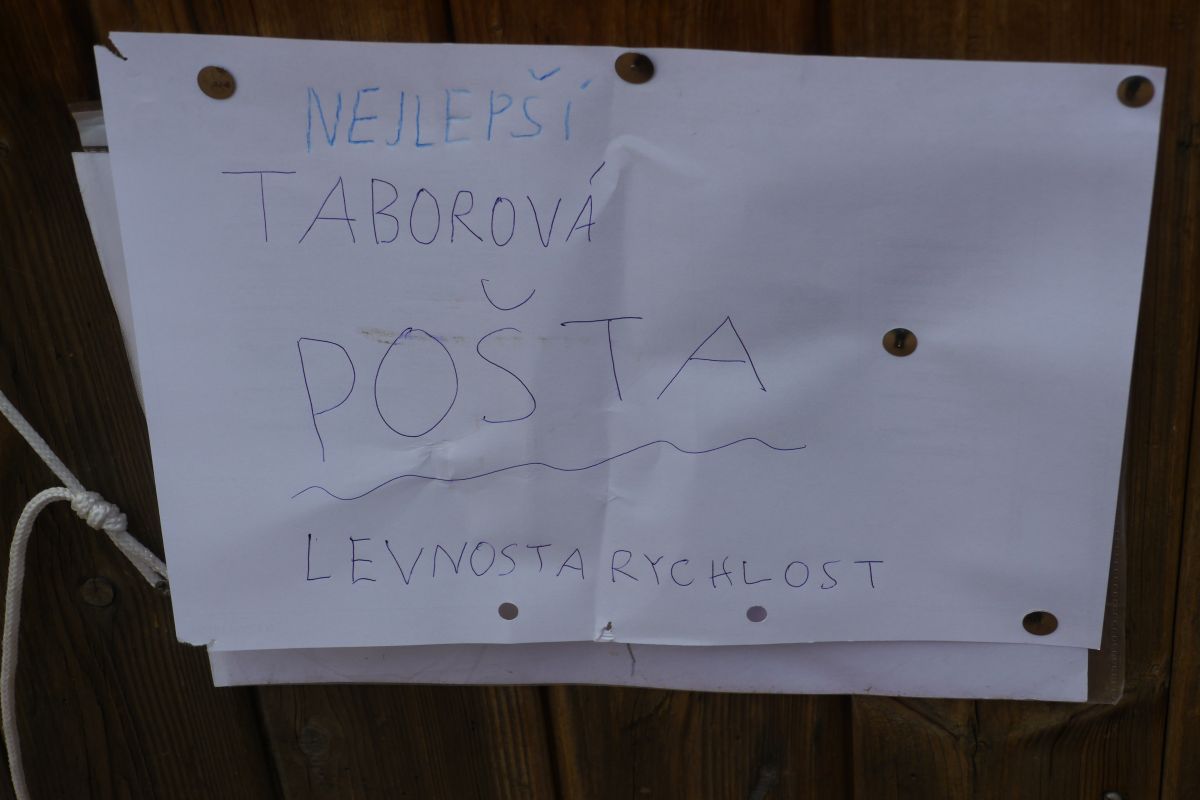 NEJLEPŠÍ
TABOROVÁ
POŠTA
LEVNOST A RYCHLOST